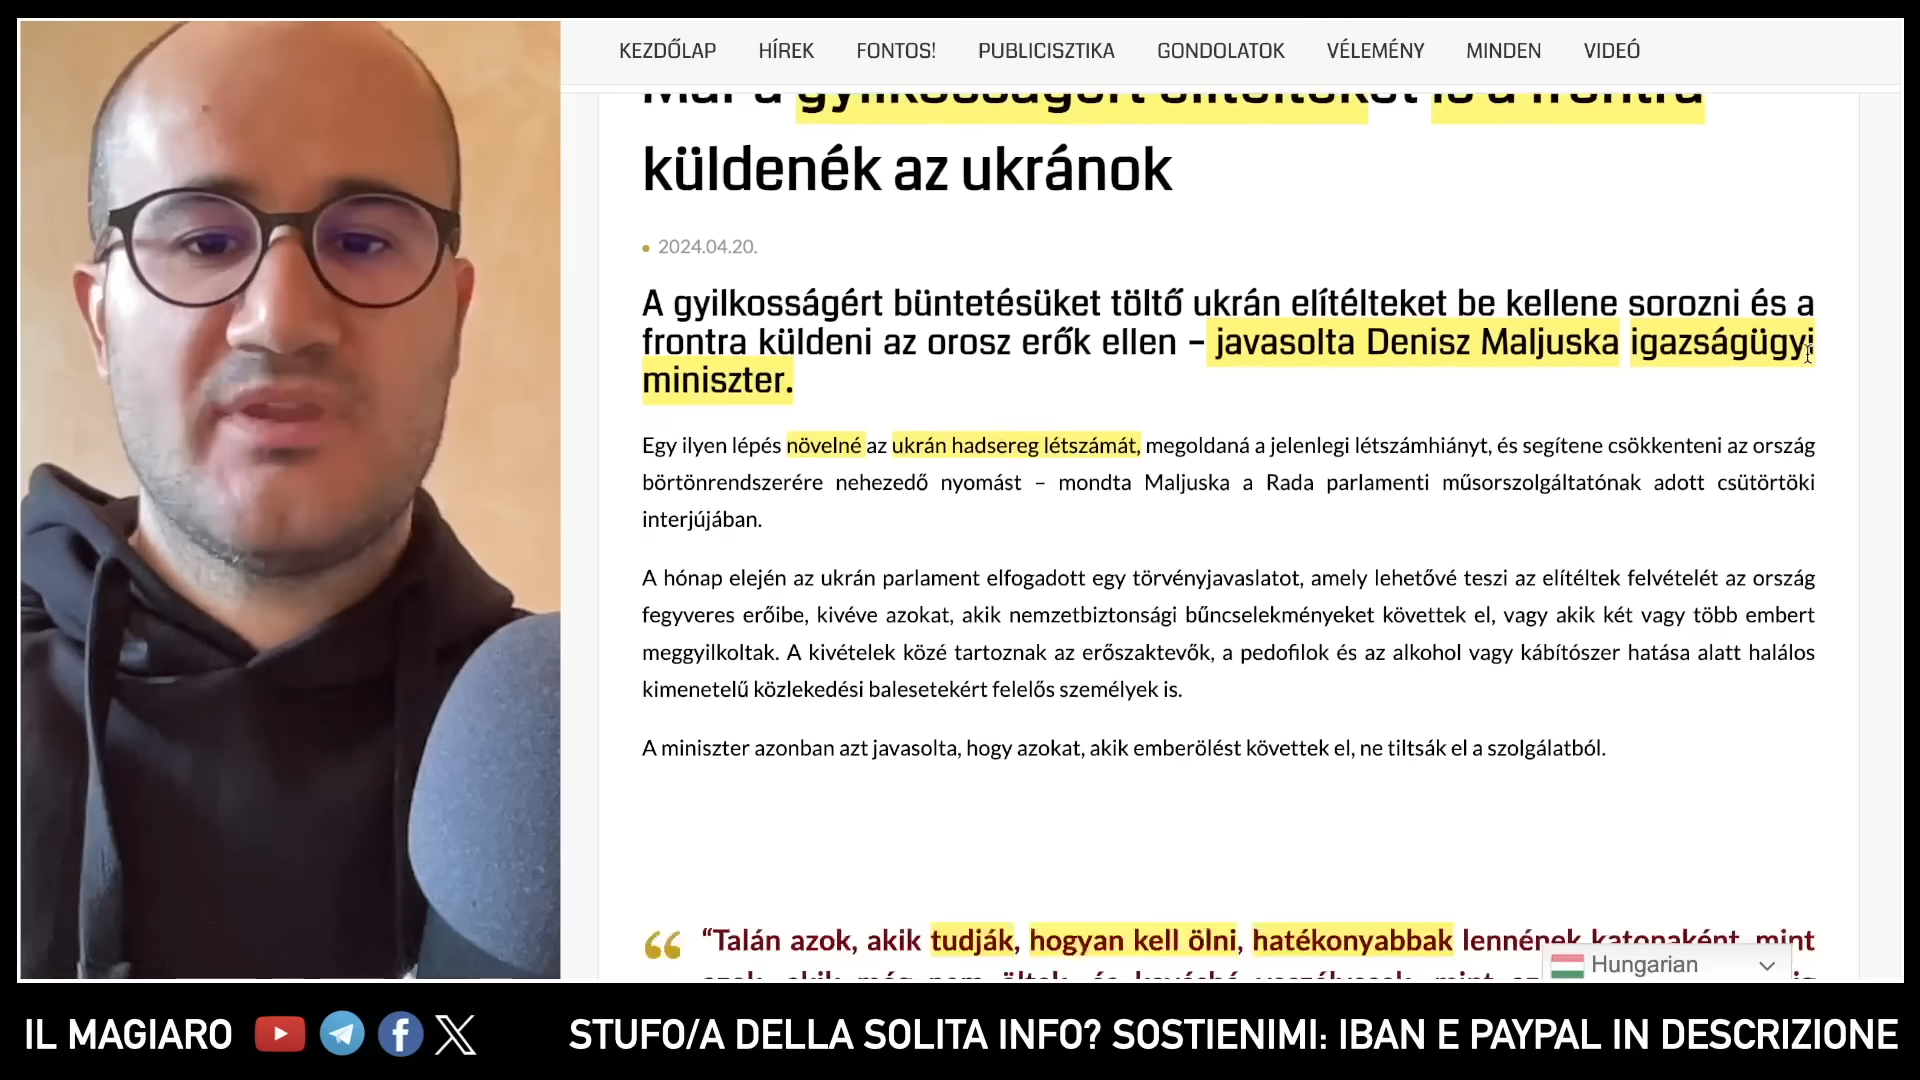 KEZDŐLAP HÍREK FONTOS! PUBLICISZTIKA GONDOLATOK VÉLEMÉNY MINDEN VIDEÓ
Már a gyilkosságért elítélteket is a frontra
küldenék az ukránok
2024.04.20.
A gyilkosságért büntetésüket töltő ukrán elítélteket be kellene sorozni és a
frontra küldeni az orosz erők ellen – javasolta Denisz Maljuska igazságügyi
miniszter.
Egy ilyen lépés növelné az ukrán hadsereg létszámát, megoldaná a jelenlegi létszámhiányt, és segítene csökkenteni az ország
börtönrendszerére nehezedő nyomást – mondta Maljuska a Rada parlamenti műsorszolgáltatónak adott csütörtöki
interjújában.
A hónap elején az ukrán parlament elfogadott egy törvényjavaslatot, amely lehetővé teszi az elítéltek felvételét az ország
fegyveres erőibe, kivéve azokat, akik nemzetbiztonsági bűncselekményeket követtek el, vagy akik két vagy több embert
meggyilkoltak. A kivételek közé tartoznak az erőszaktevők, a pedofilok és az alkohol vagy kábítószer hatása alatt halálos
kimenetelű közlekedési balesetekért felelős személyek is.
A miniszter azonban azt javasolta, hogy azokat, akik emberölést követtek el, ne tiltsák el a szolgálatból.
“Talán azok, akik tudják, hogyan kell ölni, hatékonyabbak lennének katonaként, mint
Hungarian
IL MAGIARO STUFO/A DELLA SOLITA INFO? SOSTIENIMI: IBAN E PAYPAL IN DESCRIZIONE